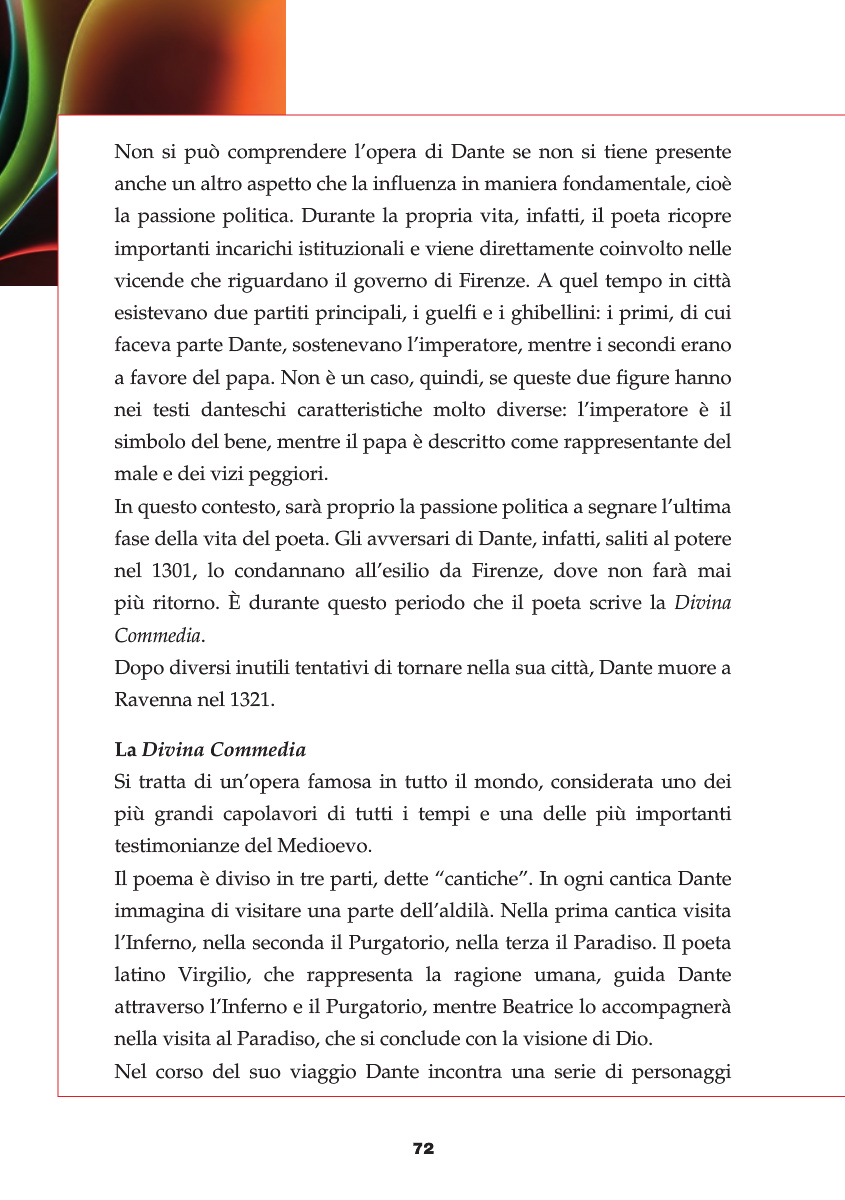 Non si può comprendere l’opera di Dante se non si tiene presente
anche un altro aspetto che la influenza in maniera fondamentale, cioè
la passione politica. Durante la propria vita, infatti, il poeta ricopre
importanti incarichi istituzionali e viene direttamente coinvolto nelle
vicende che riguardano il governo di Firenze. A quel tempo in città
esistevano due partiti principali, i guelfi e i ghibellini: i primi, di cui
faceva parte Dante, sostenevano l’imperatore, mentre i secondi erano
a favore del papa. Non è un caso, quindi, se queste due figure hanno
nei testi danteschi caratteristiche molto diverse: l’imperatore è il
simbolo del bene, mentre il papa è descritto come rappresentante del
male e dei vizi peggiori.
In questo contesto, sarà proprio la passione politica a segnare l’ultima
fase della vita del poeta. Gli avversari di Dante, infatti, saliti al potere
nel 1301, lo condannano all’esilio da Firenze, dove non farà mai
più ritorno. È durante questo periodo che il poeta scrive la Divina
Commedia.
Dopo diversi inutili tentativi di tornare nella sua città, Dante muore a
Ravenna nel 1321.
La Divina Commedia
Si tratta di un’opera famosa in tutto il mondo, considerata uno dei
più grandi capolavori di tutti i tempi e una delle più importanti
testimonianze del Medioevo.
Il poema è diviso in tre parti, dette “cantiche”. In ogni cantica Dante
immagina di visitare una parte dell’aldilà. Nella prima cantica visita
l’Inferno, nella seconda il Purgatorio, nella terza il Paradiso. Il poeta
latino Virgilio, che rappresenta la ragione umana, guida Dante
attraverso l’Inferno e il Purgatorio, mentre Beatrice lo accompagnerà
nella visita al Paradiso, che si conclude con la visione di Dio.
Nel corso del suo viaggio Dante incontra una serie di personaggi
72